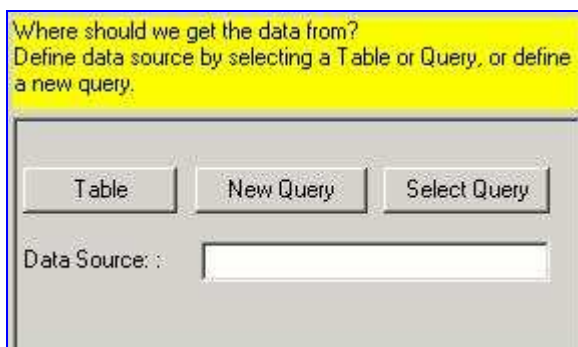 Where should we get the data from?
Define data source by selecting a Table or Query, or define
a new query.
Table New Query Select Query
Data Source: :